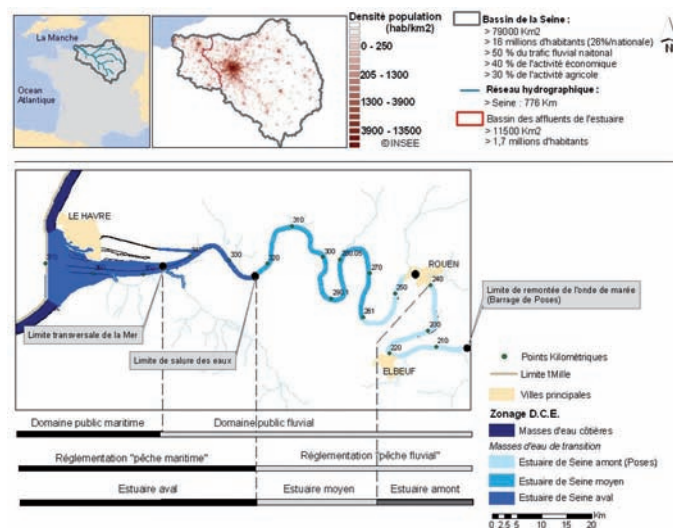 La Manche
Ocean
Atlantique
Densité population
(hab/km2)
0 - 250
205 - 1300
1300 - 3900
3900 - 13500
©INSEE
Bassin de la Seine :
> 79000 Km2
> 16 millions d'habitants (26%/nationale)
> 50 % du trafic fluvial naitonal
> 40 % de l'activité économique
> 30 % de l'activité agricole
Réseau hydrographique :
> Seine : 776 Km
Bassin des affluents de l'estuaire
> 11500 Km2
> 1,7 millions d'habitants
N
LE HAVRE
310
330
320
300
270
ROUEN
240
250
281
200
210
220
ELBEUF
Limite de remontée de l'onde de marée
(Barrage de Poses)
Limite transversale de la Mer
Limite de salure des eaux
Points Kilométriques
Limite 1Mille
Villes principales
Zonage D.C.E.
Masses d'eau côtières
Masses d'eau de transition
Estuaire de Seine amont (Poses)
Estuaire de Seine moyen
Estuaire de Seine aval
Km
0 2.5 5 10 15 20
Domaine public maritime
Domaine public fluvial
Réglementation "pêche maritime"
Réglementation "pêche fluvial"
Estuaire aval
Estuaire moyen
Estuaire amont